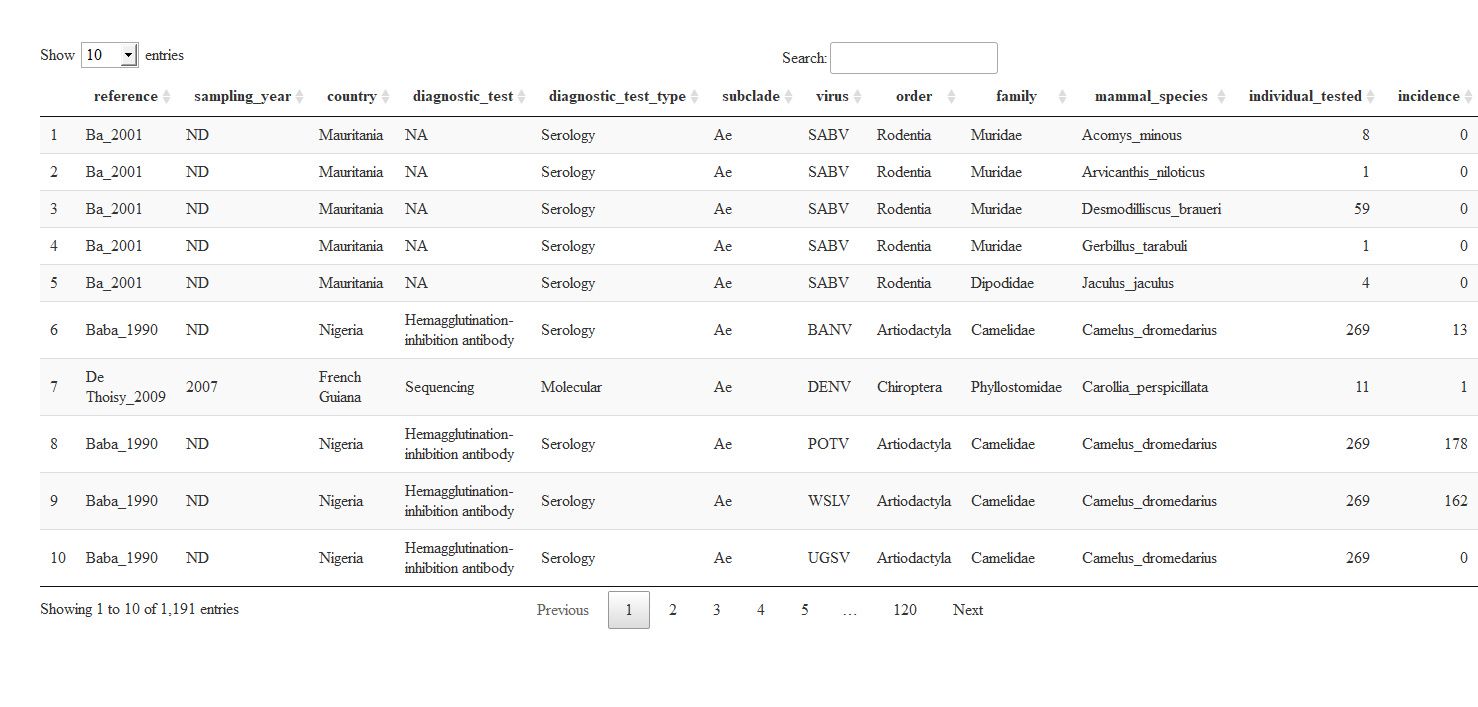 Show 10 entries Search:
reference sampling_year country diagnostic_test diagnostic_test_type subclade virus order family mammal_species individual_tested incidence
1 Ba_2001 ND Mauritania NA Serology Ae SABV Rodentia Muridae Acomys_minous 8 0
2 Ba_2001 ND Mauritania NA Serology Ae SABV Rodentia Muridae Arvicanthis_niloticus 1 0
3 Ba_2001 ND Mauritania NA Serology Ae SABV Rodentia Muridae Desmodilliscus_braueri 59 0
4 Ba_2001 ND Mauritania NA Serology Ae SABV Rodentia Muridae Gerbillus_tarabuli 1 0
5 Ba_2001 ND Mauritania NA Serology Ae SABV Rodentia Dipodidae Jaculus_jaculus 4 0
6 Baba_1990 ND Nigeria Hemagglutination-
inhibition antibody Serology Ae BANV Artiodactyla Camelidae Camelus_dromedarius 269 13
7 De
Thoisy_2009 2007 French
Guiana Sequencing Molecular Ae DENV Chiroptera Phyllostomidae Carollia_perspicillata 11 1
8 Baba_1990 ND Nigeria Hemagglutination-
inhibition antibody Serology Ae POTV Artiodactyla Camelidae Camelus_dromedarius 269 178
9 Baba_1990 ND Nigeria Hemagglutination-
inhibition antibody Serology Ae WSLV Artiodactyla Camelidae Camelus_dromedarius 269 162
10 Baba_1990 ND Nigeria Hemagglutination-
inhibition antibody Serology Ae UGSV Artiodactyla Camelidae Camelus_dromedarius 269 0
Showing 1 to 10 of 1,191 entries Previous 1 2 3 4 5 … 120 Next